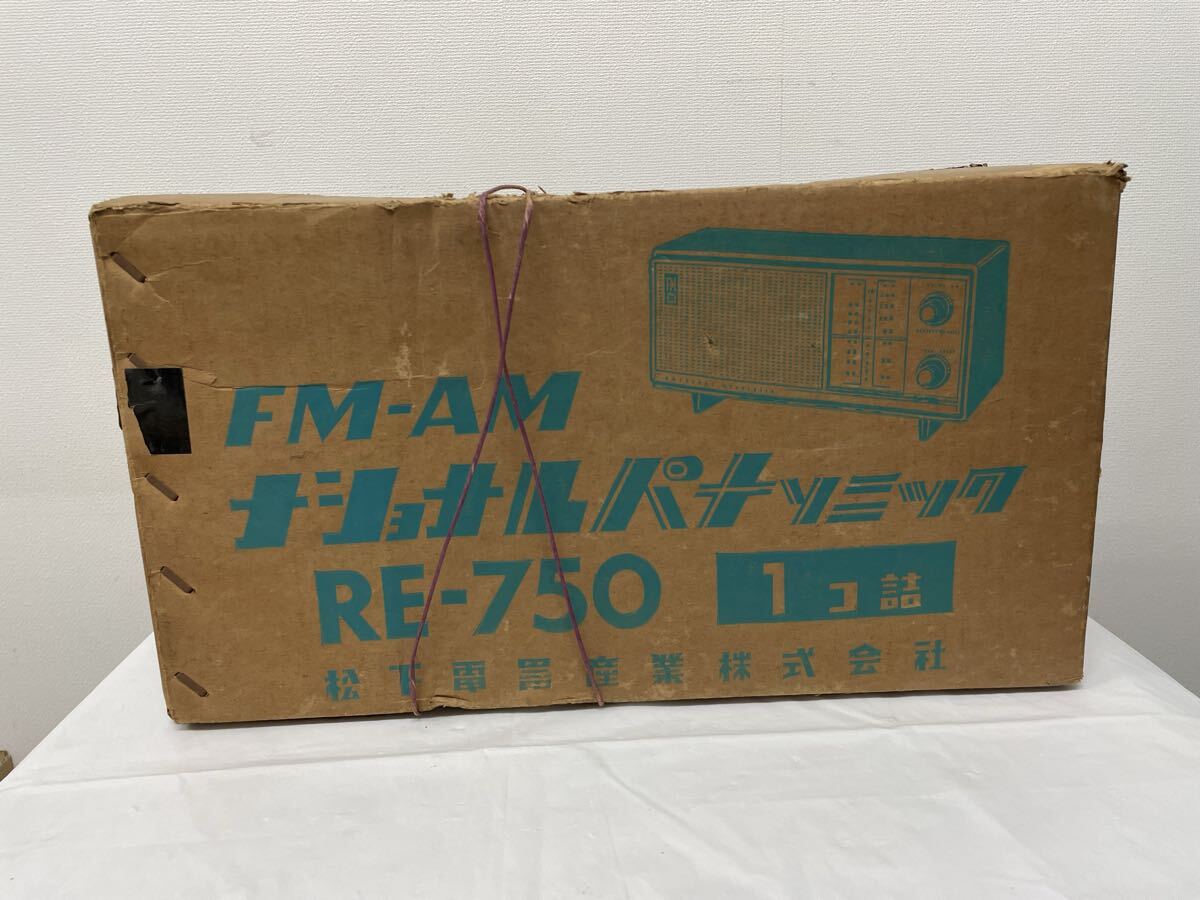 FM-AM
ナショナルパナソニック
RE-750
1コ詰
松下電器産業株式会社